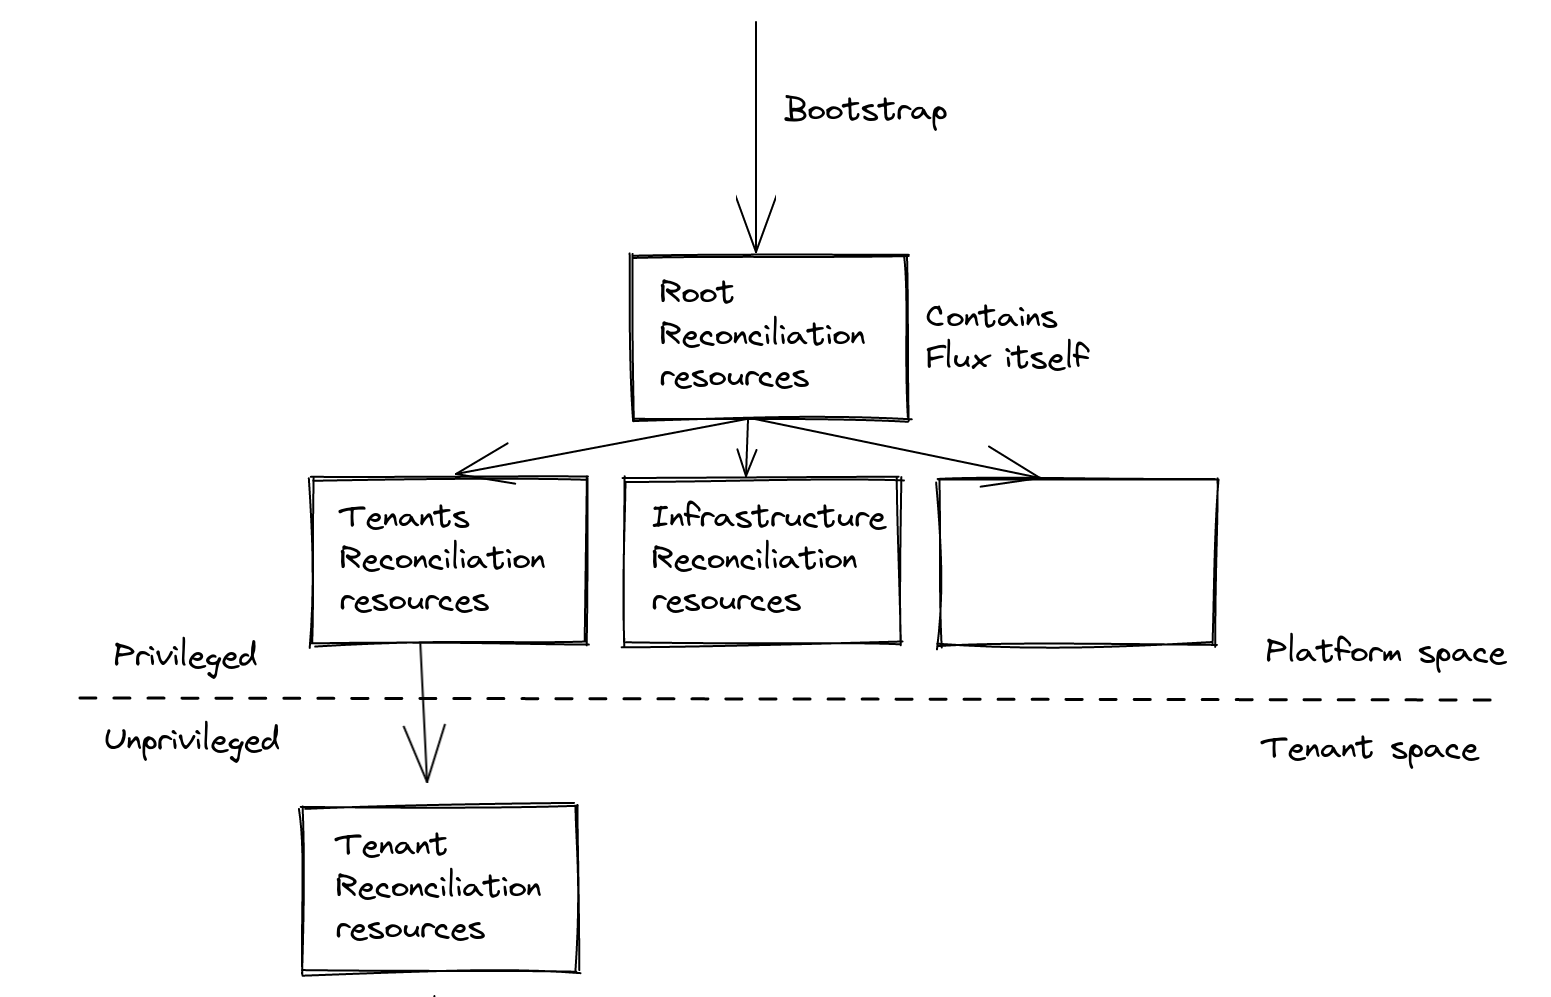 Bootstrap
Root
Reconciliation
resources
Contains
Flux itself
Tenants
Reconciliation
resources
Infrastructure
Reconciliation
resources
Privileged
Platform space
Unprivileged
Tenant space
Tenant
Reconciliation
resources